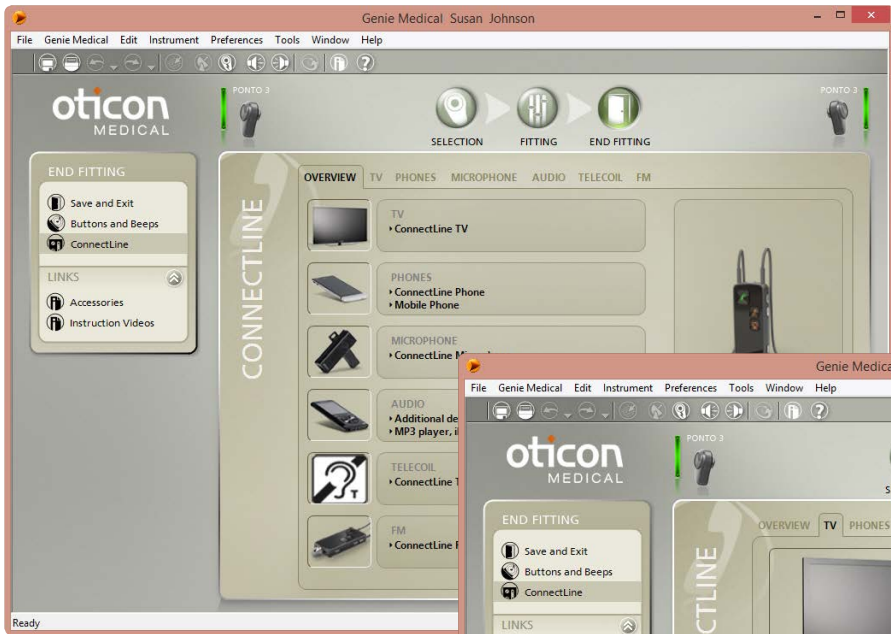 Genie Medical Susan Johnson
File Genie Medical Edit Instrument Preferences Tools Window Help
oticon
MEDICAL
PONTO 3
PONTO 3
SELECTION FITTING END FITTING
END FITTING
Save and Exit
Buttons and Beeps
ConnectLine
LINKS
Accessories
Instruction Videos
CONNECTLINE
OVERVIEW TV PHONES MICROPHONE AUDIO TELECOIL FM
TV
ConnectLine TV
PHONES
ConnectLine Phone
Mobile Phone
MICROPHONE
ConnectLine
AUDIO
Additional
MP3 player,
TELECOIL
ConnectLine
FM
ConnectLine
Ready
Genie
File Genie Medical Edit Instrument Preferences Tools Window Help
oticon
MEDICAL
PONTO 3
END FITTING
Save and Exit
Buttons and Beeps
ConnectLine
LINKS
OVERVIEW TV PHONES